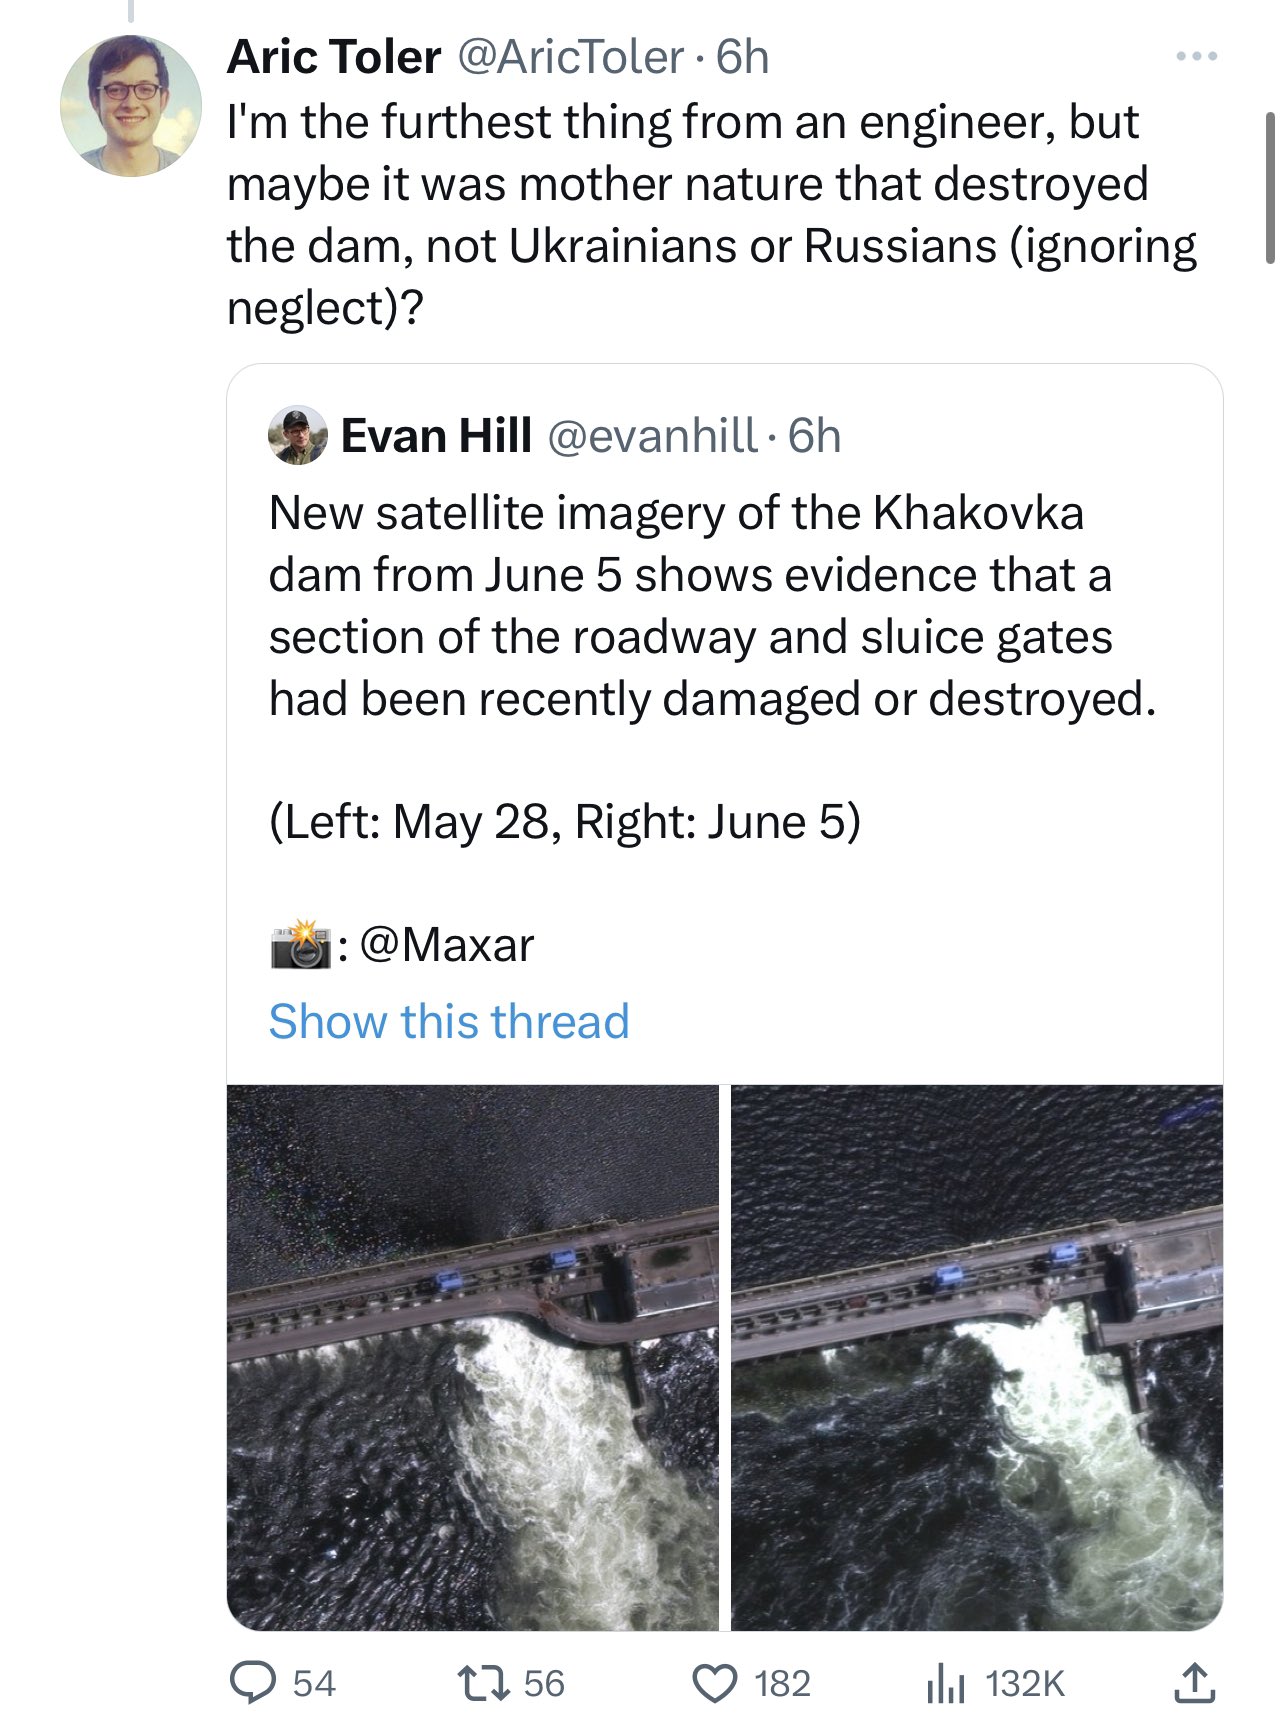 Aric Toler @AricToler · 6h
I'm the furthest thing from an engineer, but
maybe it was mother nature that destroyed
the dam, not Ukrainians or Russians (ignoring
neglect)?
Evan Hill @evanhill · 6h
New satellite imagery of the Khakovka
dam from June 5 shows evidence that a
section of the roadway and sluice gates
had been recently damaged or destroyed.
(Left: May 28, Right: June 5)
📸: @Maxar
Show this thread
54 56 182 132K